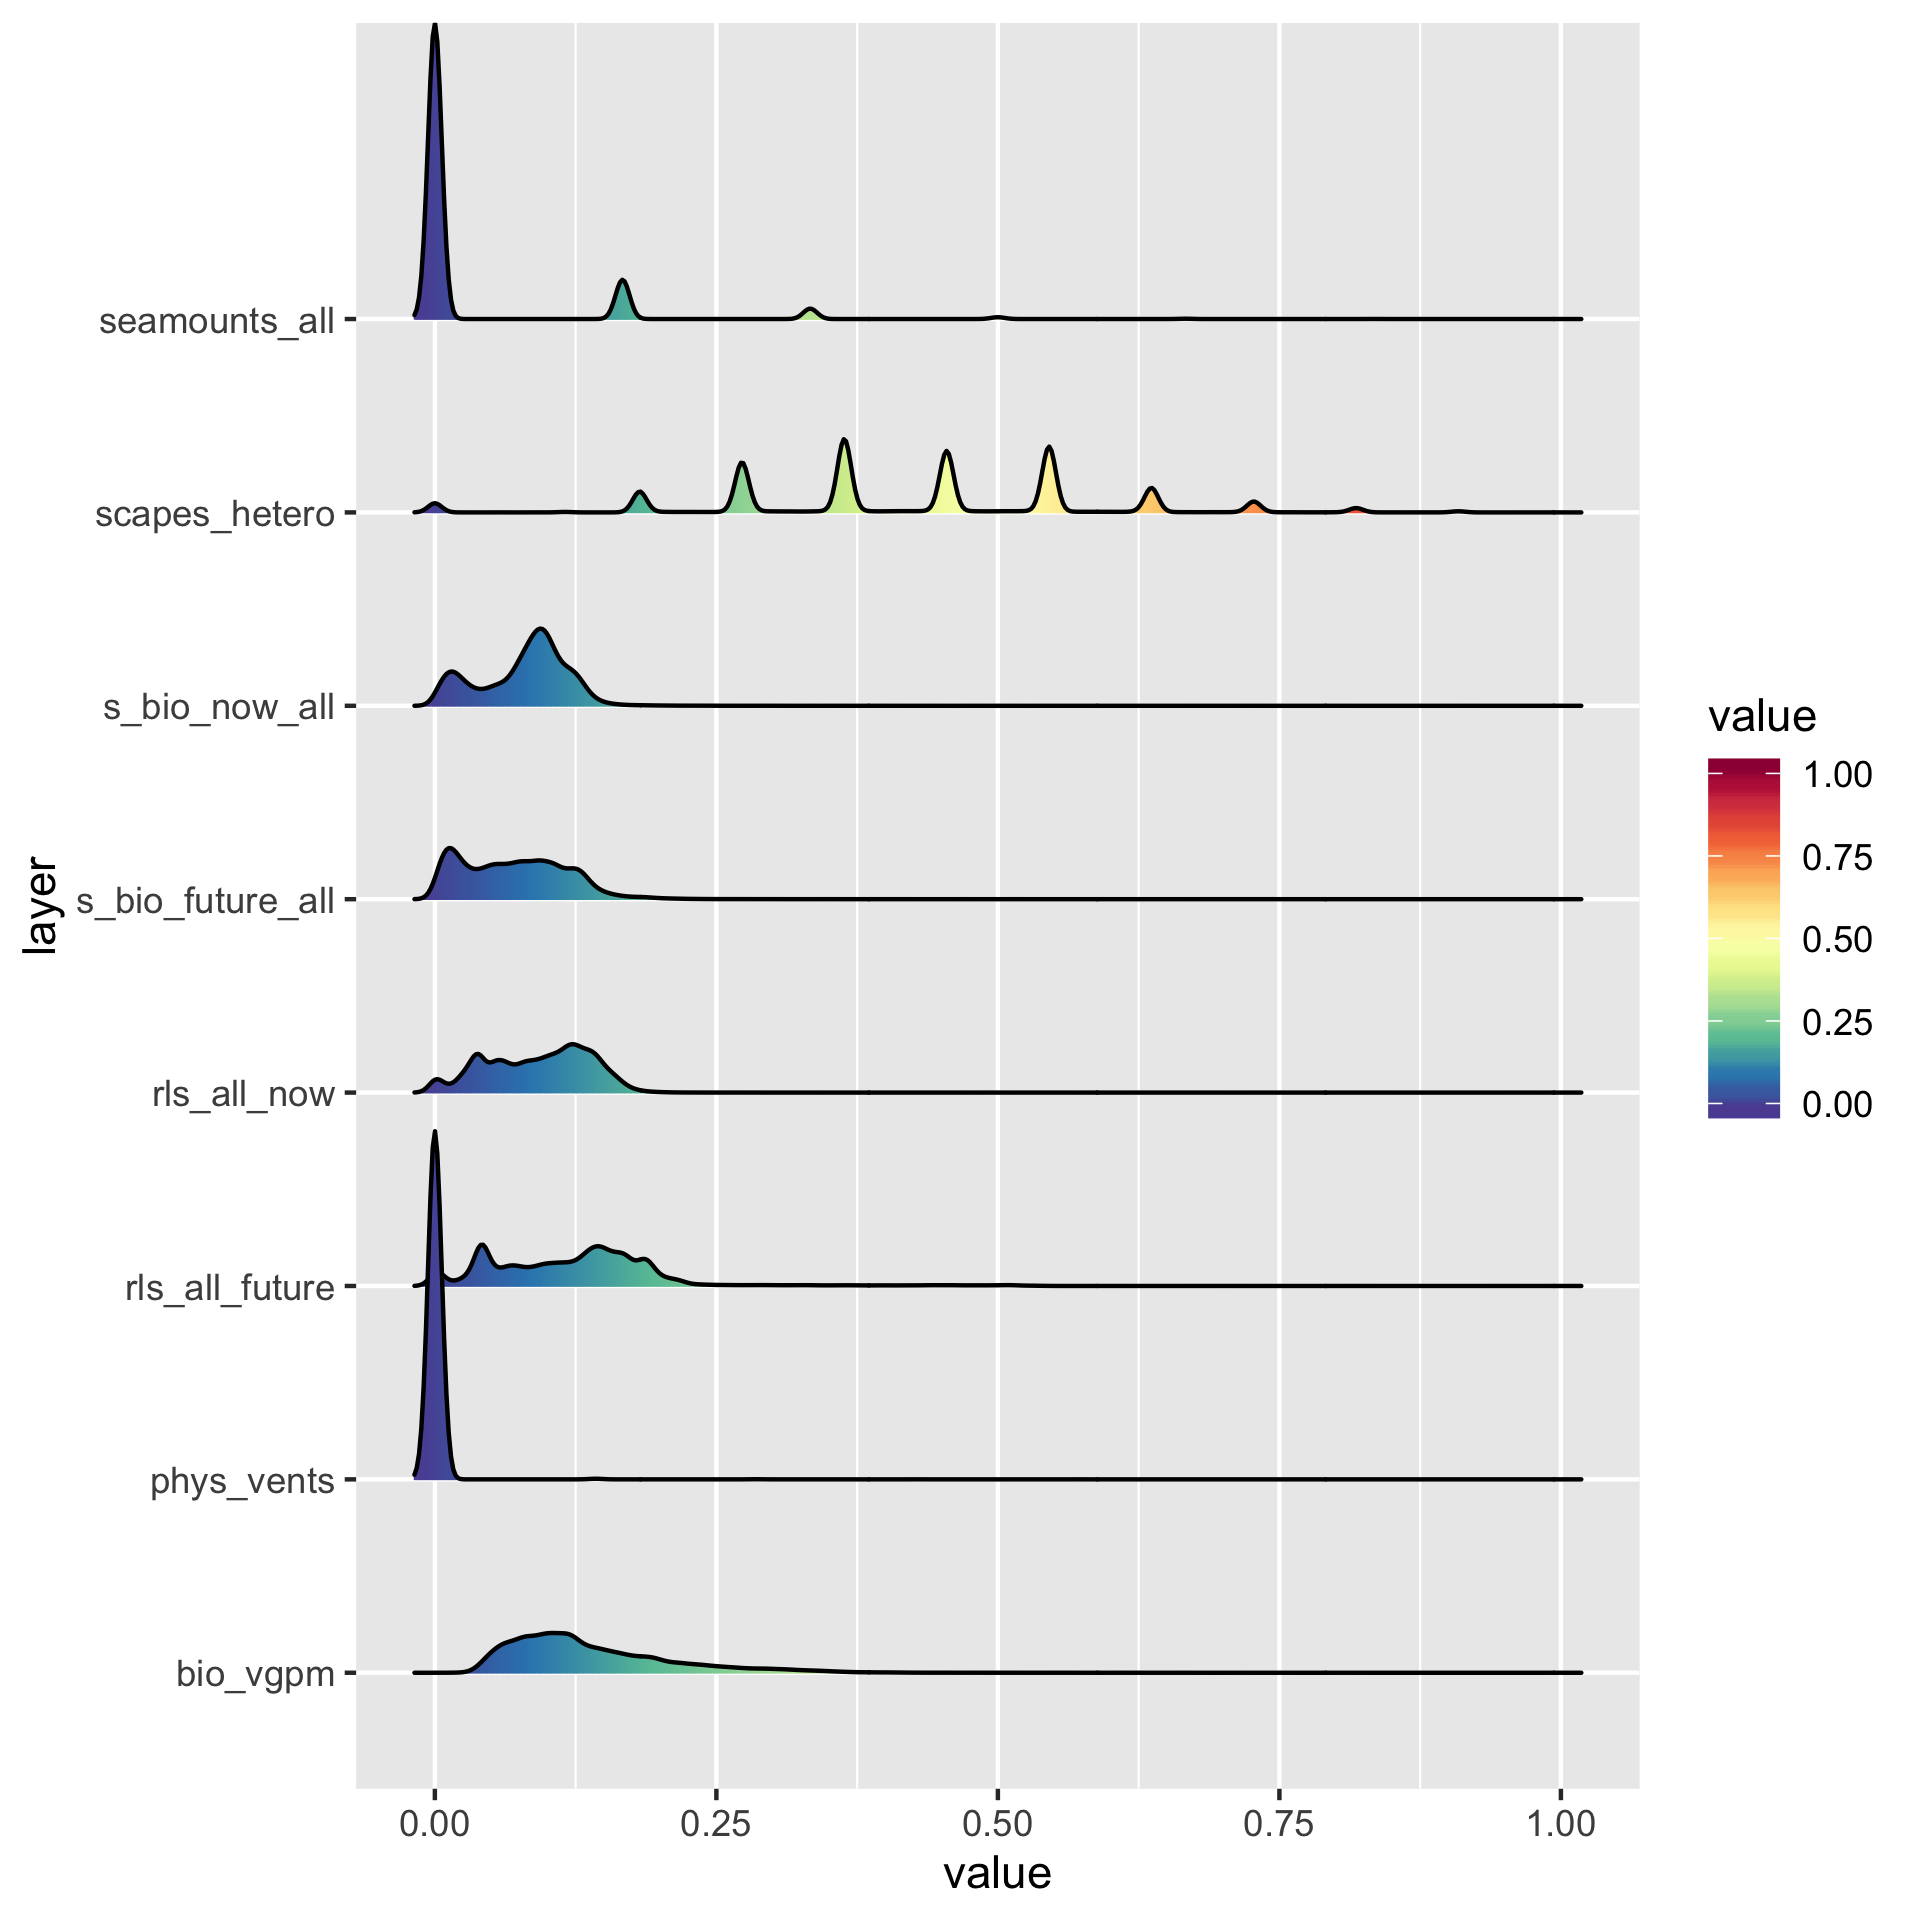 seamounts_all
scapes_hetero
s_bio_now_all
s_bio_future_all
rls_all_now
rls_all_future
phys_vents
bio_vgpm
layer
0.00 0.25 0.50 0.75 1.00
value
value
1.00
0.75
0.50
0.25
0.00